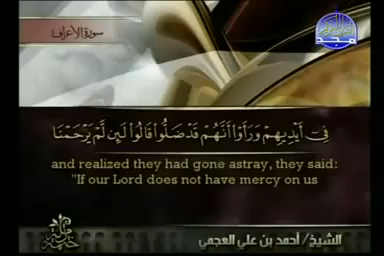 سورة الأعراف
المجد
فِىٓ أَيْدِيهِمْ وَرَأَوْا۟ أَنَّهُمْ قَدْ ضَلُّوا۟ قَالُوا۟ لَئِن لَّمْ يَرْحَمْنَا
and realized they had gone astray, they said:
"If our Lord does not have mercy on us
الشيخ/ أحمد بن علي العجمي